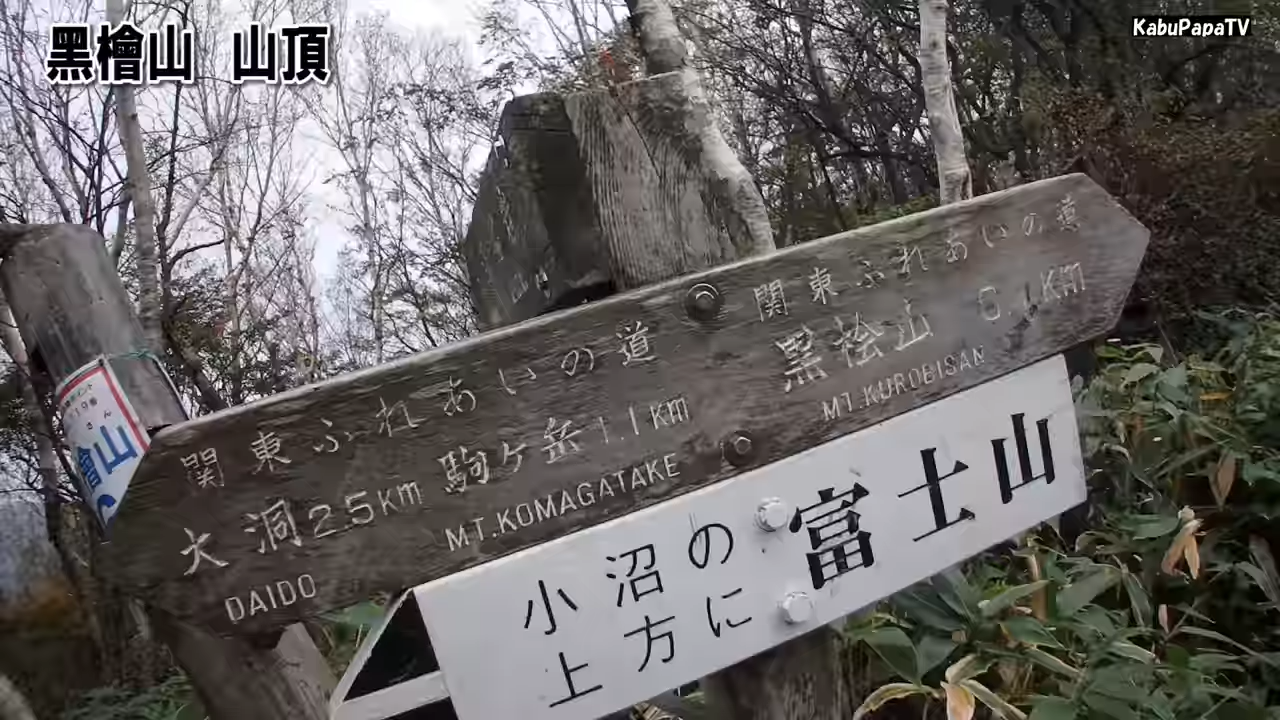 黒檜山 山頂
KabuPapaTV
関東ふれあいの道
黒桧山 0.1KM
MT.KUROBISAN
関東ふれあいの道
大洞2.5Km 駒ケ岳1.1Km
DAIDO MT.KOMAGATAKE
小沼の
上方に
富士山